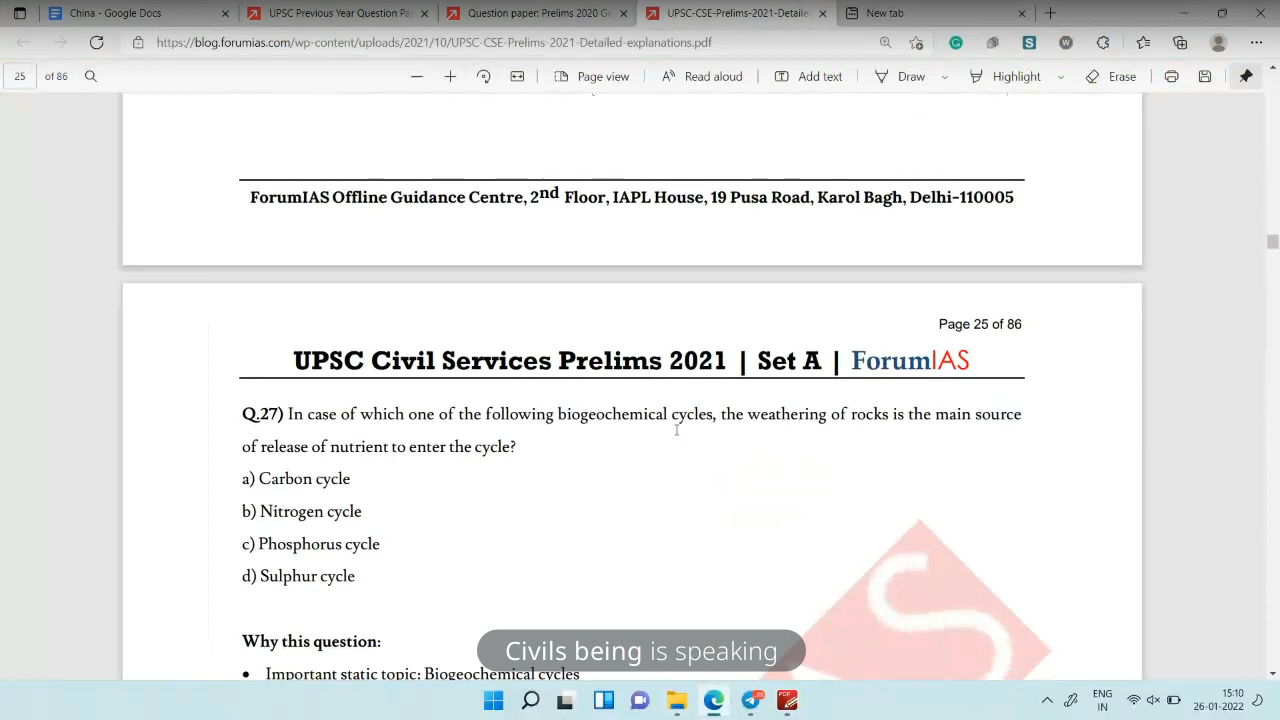 China - Google Docs
UPSC Previous Year Question Pa
Queston paper: Prelims 2020 Ge
UPSC-CSE-Prelims-2021-Detaile
New tab
https://blog.forumias.com/wp-content/uploads/2021/10/UPSC-CSE-Prelims-2021-Detailed-explanations.pdf
25 of 86
Page view
Read aloud
Add text
Draw
Highlight
Erase
ForumIAS Offline Guidance Centre, 2nd Floor, IAPL House, 19 Pusa Road, Karol Bagh, Delhi-110005
Page 25 of 86
UPSC Civil Services Prelims 2021 | Set A | ForumIAS
Q.27) In case of which one of the following biogeochemical cycles, the weathering of rocks is the main source
of release of nutrient to enter the cycle?
a) Carbon cycle
b) Nitrogen cycle
c) Phosphorus cycle
d) Sulphur cycle
Why this question:
Civils being is speaking
• Important static topic: Biogeochemical cycles
ENG
IN
15:10
26-01-2022